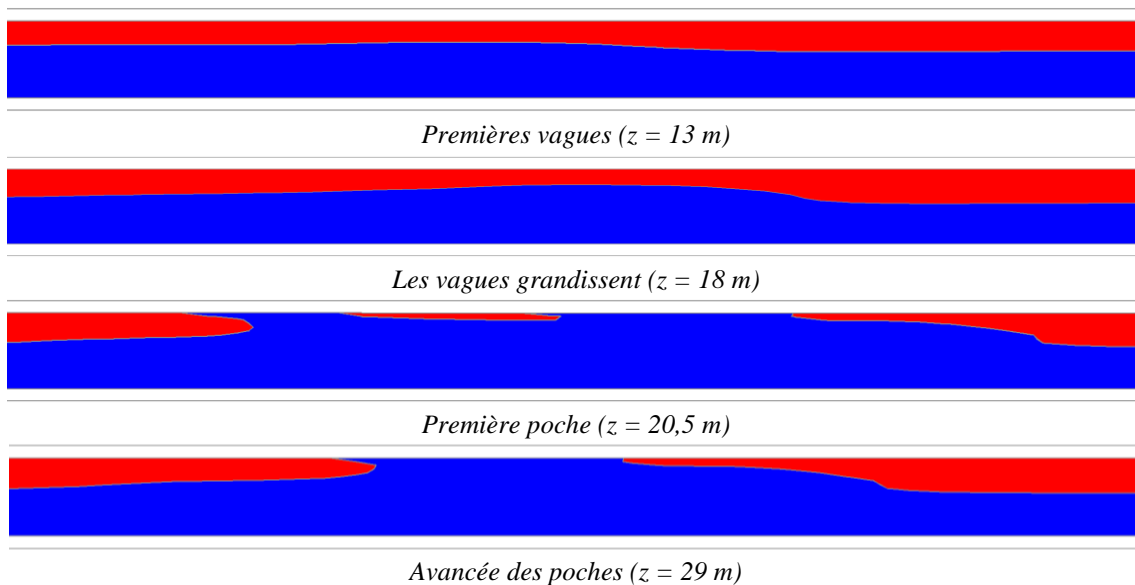 Premières vagues (z = 13 m)
Les vagues grandissent (z = 18 m)
Première poche (z = 20,5 m)
Avancée des poches (z = 29 m)